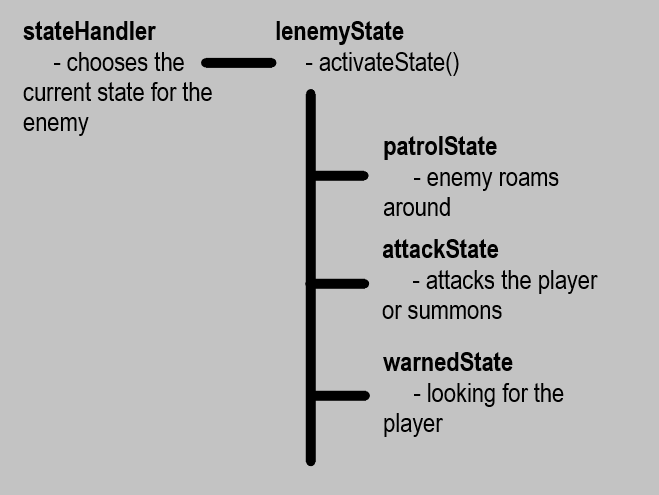 stateHandler
- chooses the
current state for the
enemy
IenemyState
- activateState()
patrolState
- enemy roams
around
attackState
- attacks the player
or summons
warnedState
- looking for the
player